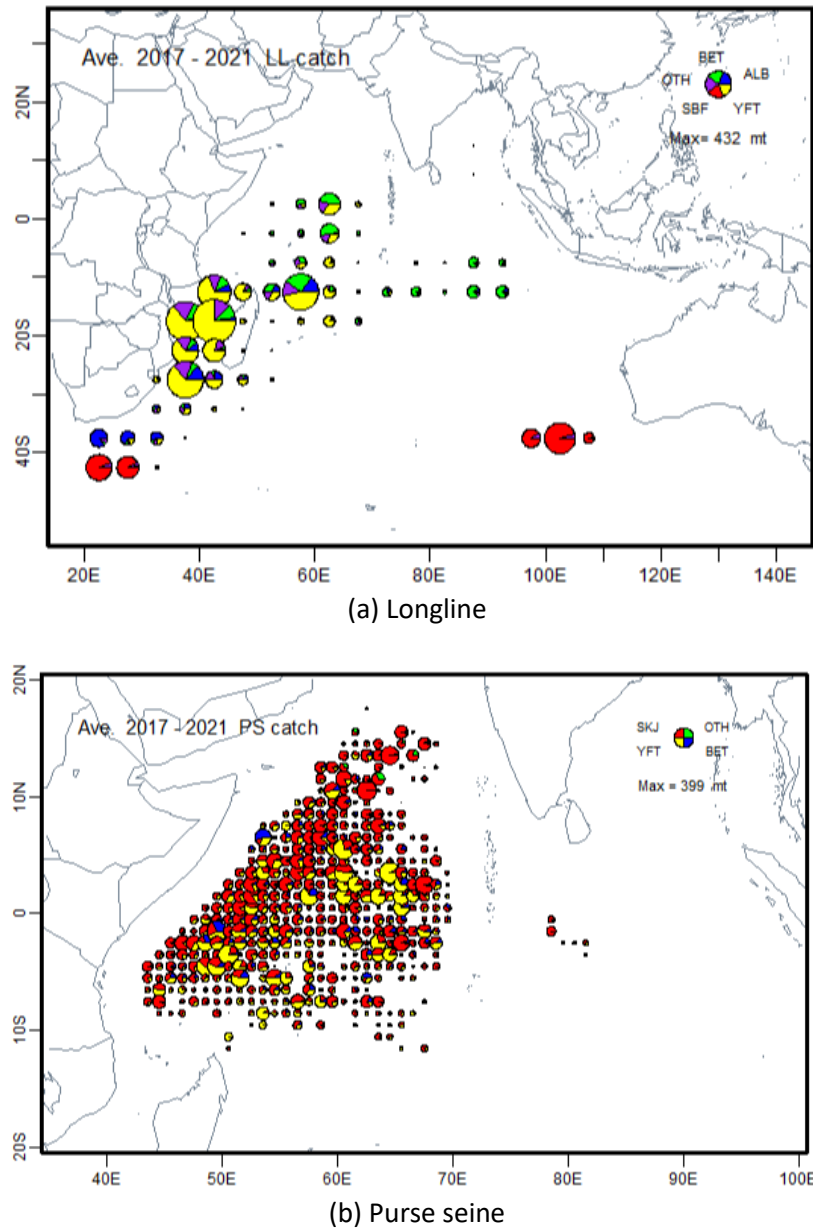 Ave. 2017 - 2021 LL catch
BET
OTH
ALB
SBF
YFT
Max= 432 mt
20N
0
20S
40S
20E
40E
60E
80E
100E
120E
140E
(a) Longline
20N
Ave. 2017 - 2021 PS catch
SKJ
OTH
YFT
BET
Max = 399 mt
10N
0
10S
20S
40E
50E
60E
70E
80E
90E
100E
(b) Purse seine